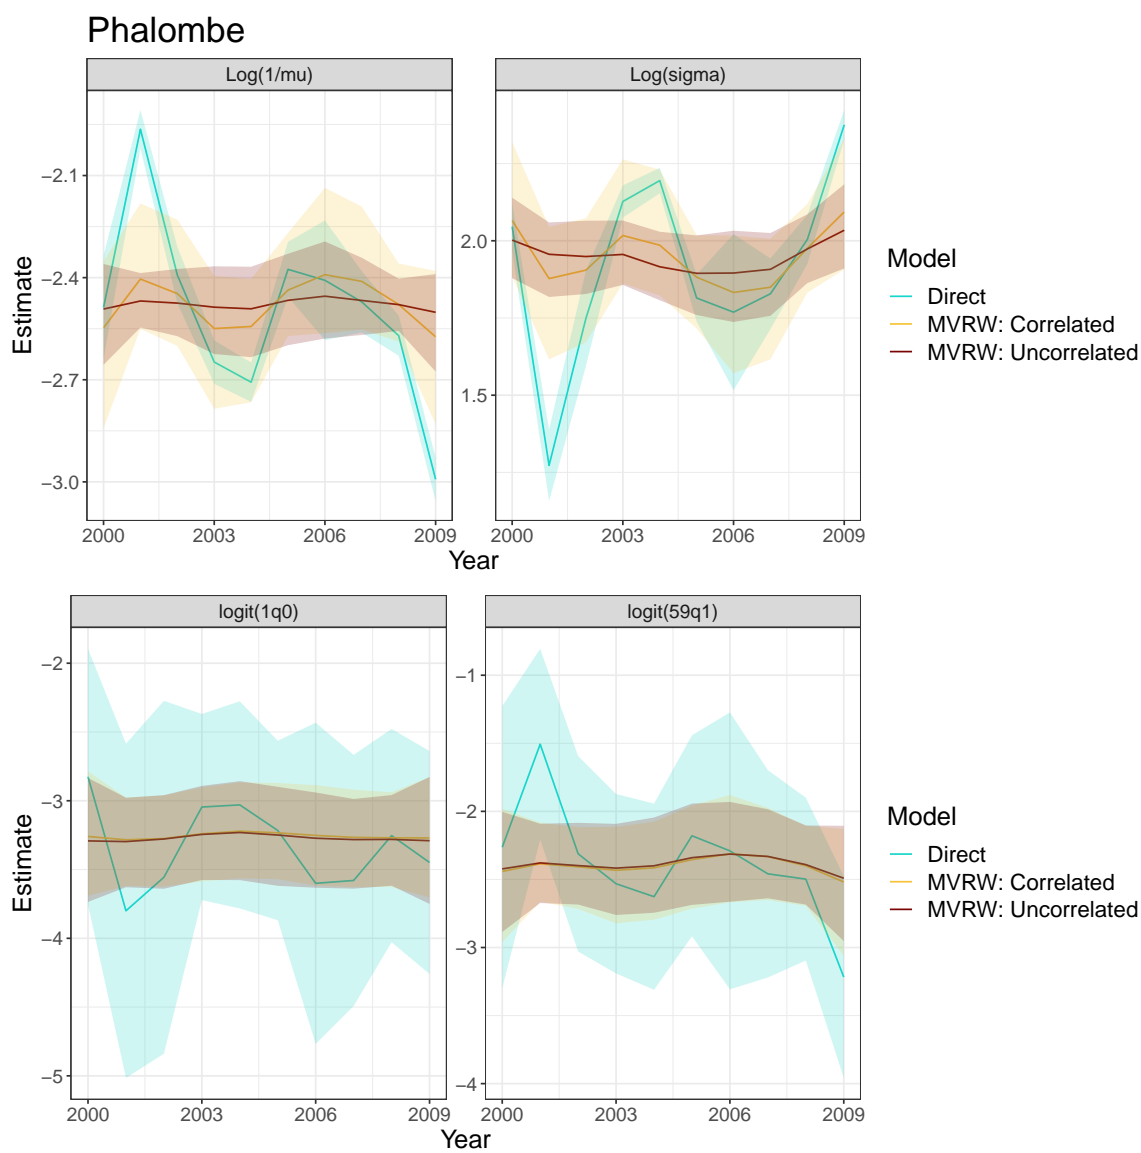 Phalombe
Log(1/mu)
Log(sigma)
Estimate
−2.1
−2.4
−2.7
−3.0
2.0
1.5
2000 2003 2006 2009
2000 2003 2006 2009
Year
Model
Direct
MVRW: Correlated
MVRW: Uncorrelated
logit(1q0)
logit(59q1)
Estimate
−2
−3
−4
−5
−1
−2
−3
−4
2000 2003 2006 2009
2000 2003 2006 2009
Year
Model
Direct
MVRW: Correlated
MVRW: Uncorrelated